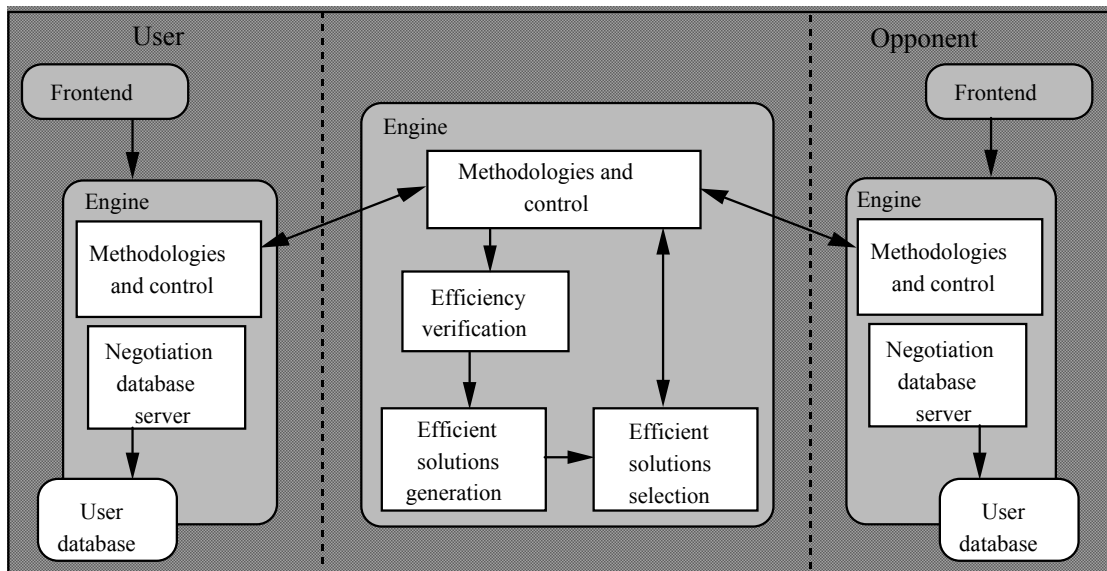 User
Frontend
Engine
Methodologies
and control
Negotiation
database
server
User
database
Engine
Methodologies and
control
Efficiency
verification
Efficient
solutions
generation
Efficient
solutions
selection
Opponent
Frontend
Engine
Methodologies
and control
Negotiation
database
server
User
database